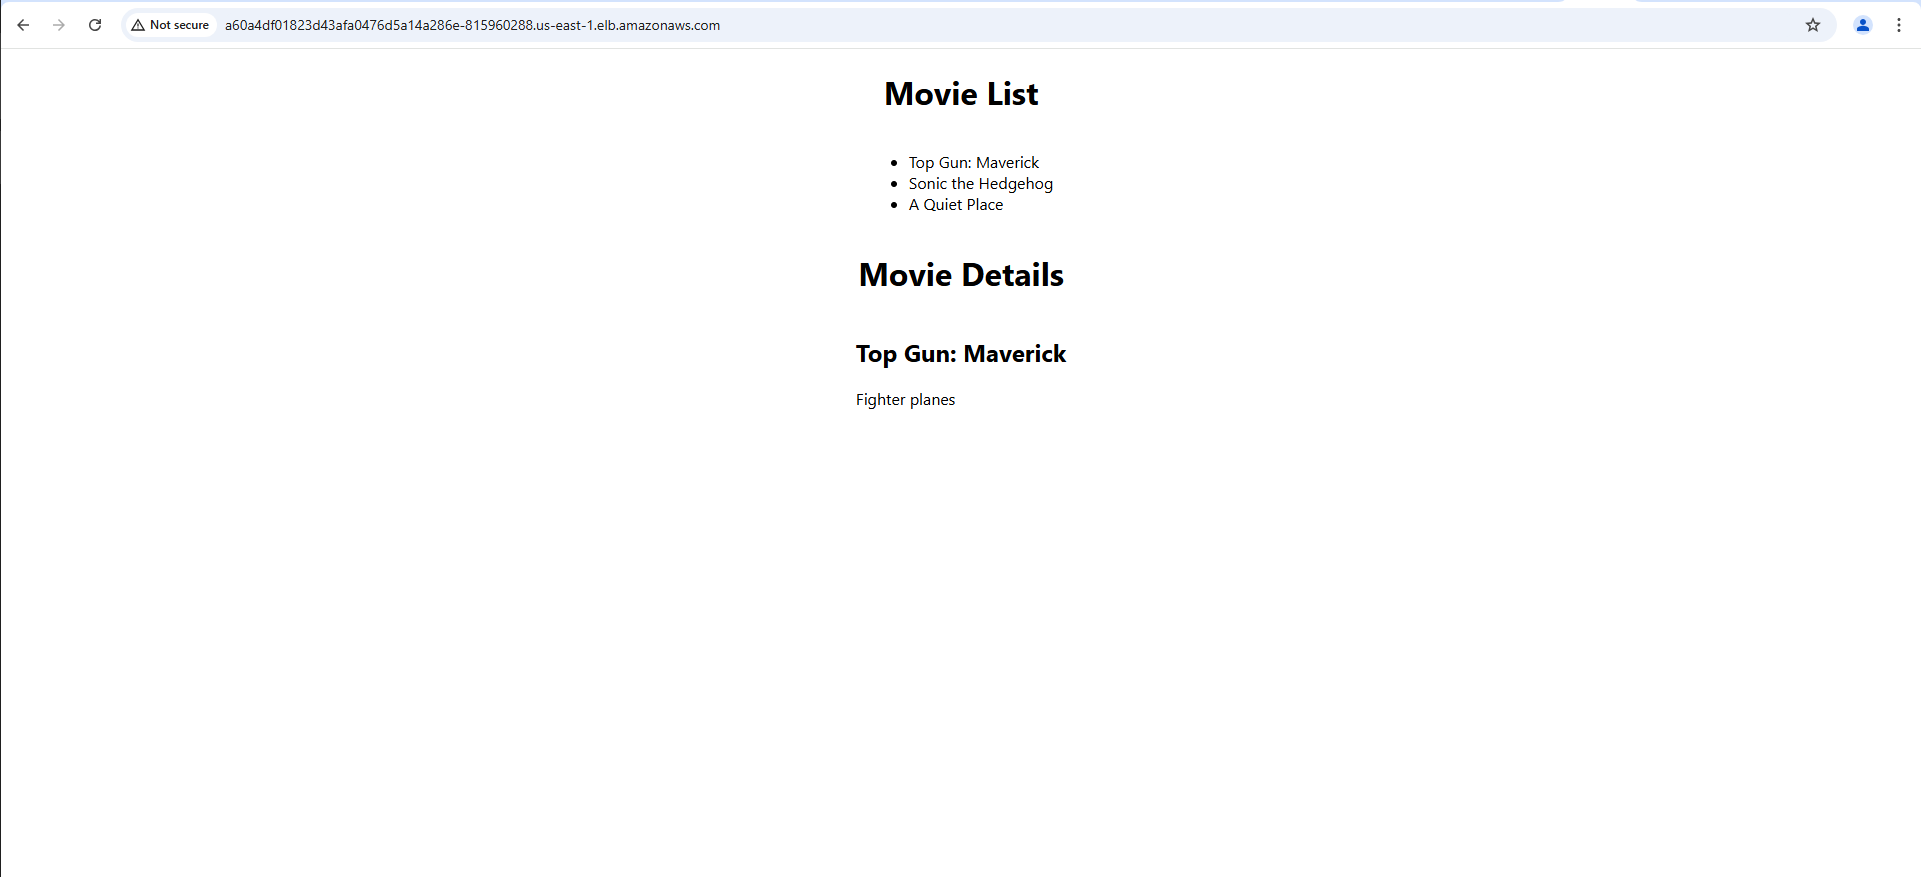 Not secure
a60a4df01823d43afa0476d5a14a286e-815960288.us-east-1.elb.amazonaws.com
Movie List
Top Gun: Maverick
Sonic the Hedgehog
A Quiet Place
Movie Details
Top Gun: Maverick
Fighter planes